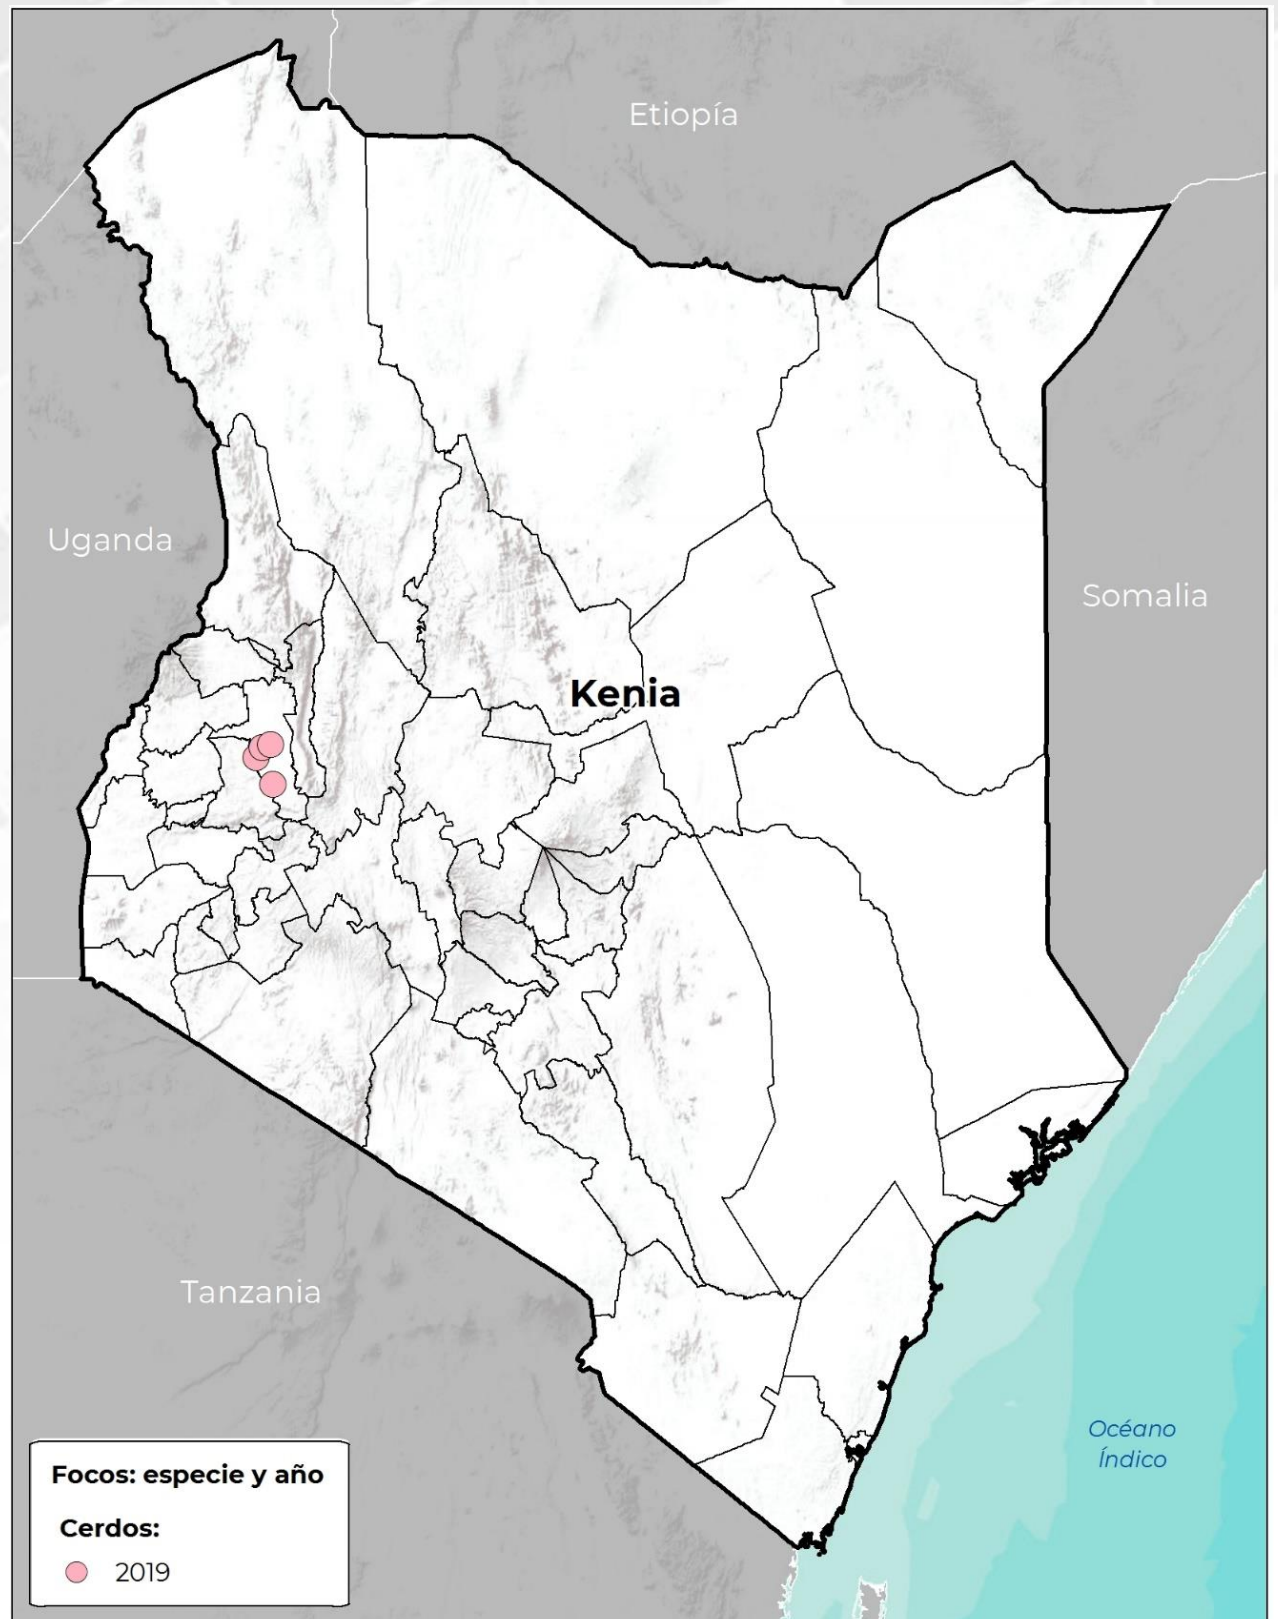 Etiopía
Uganda
Somalia
Kenia
Tanzania
Océano
Índico
Focos: especie y año
Cerdos:
2019